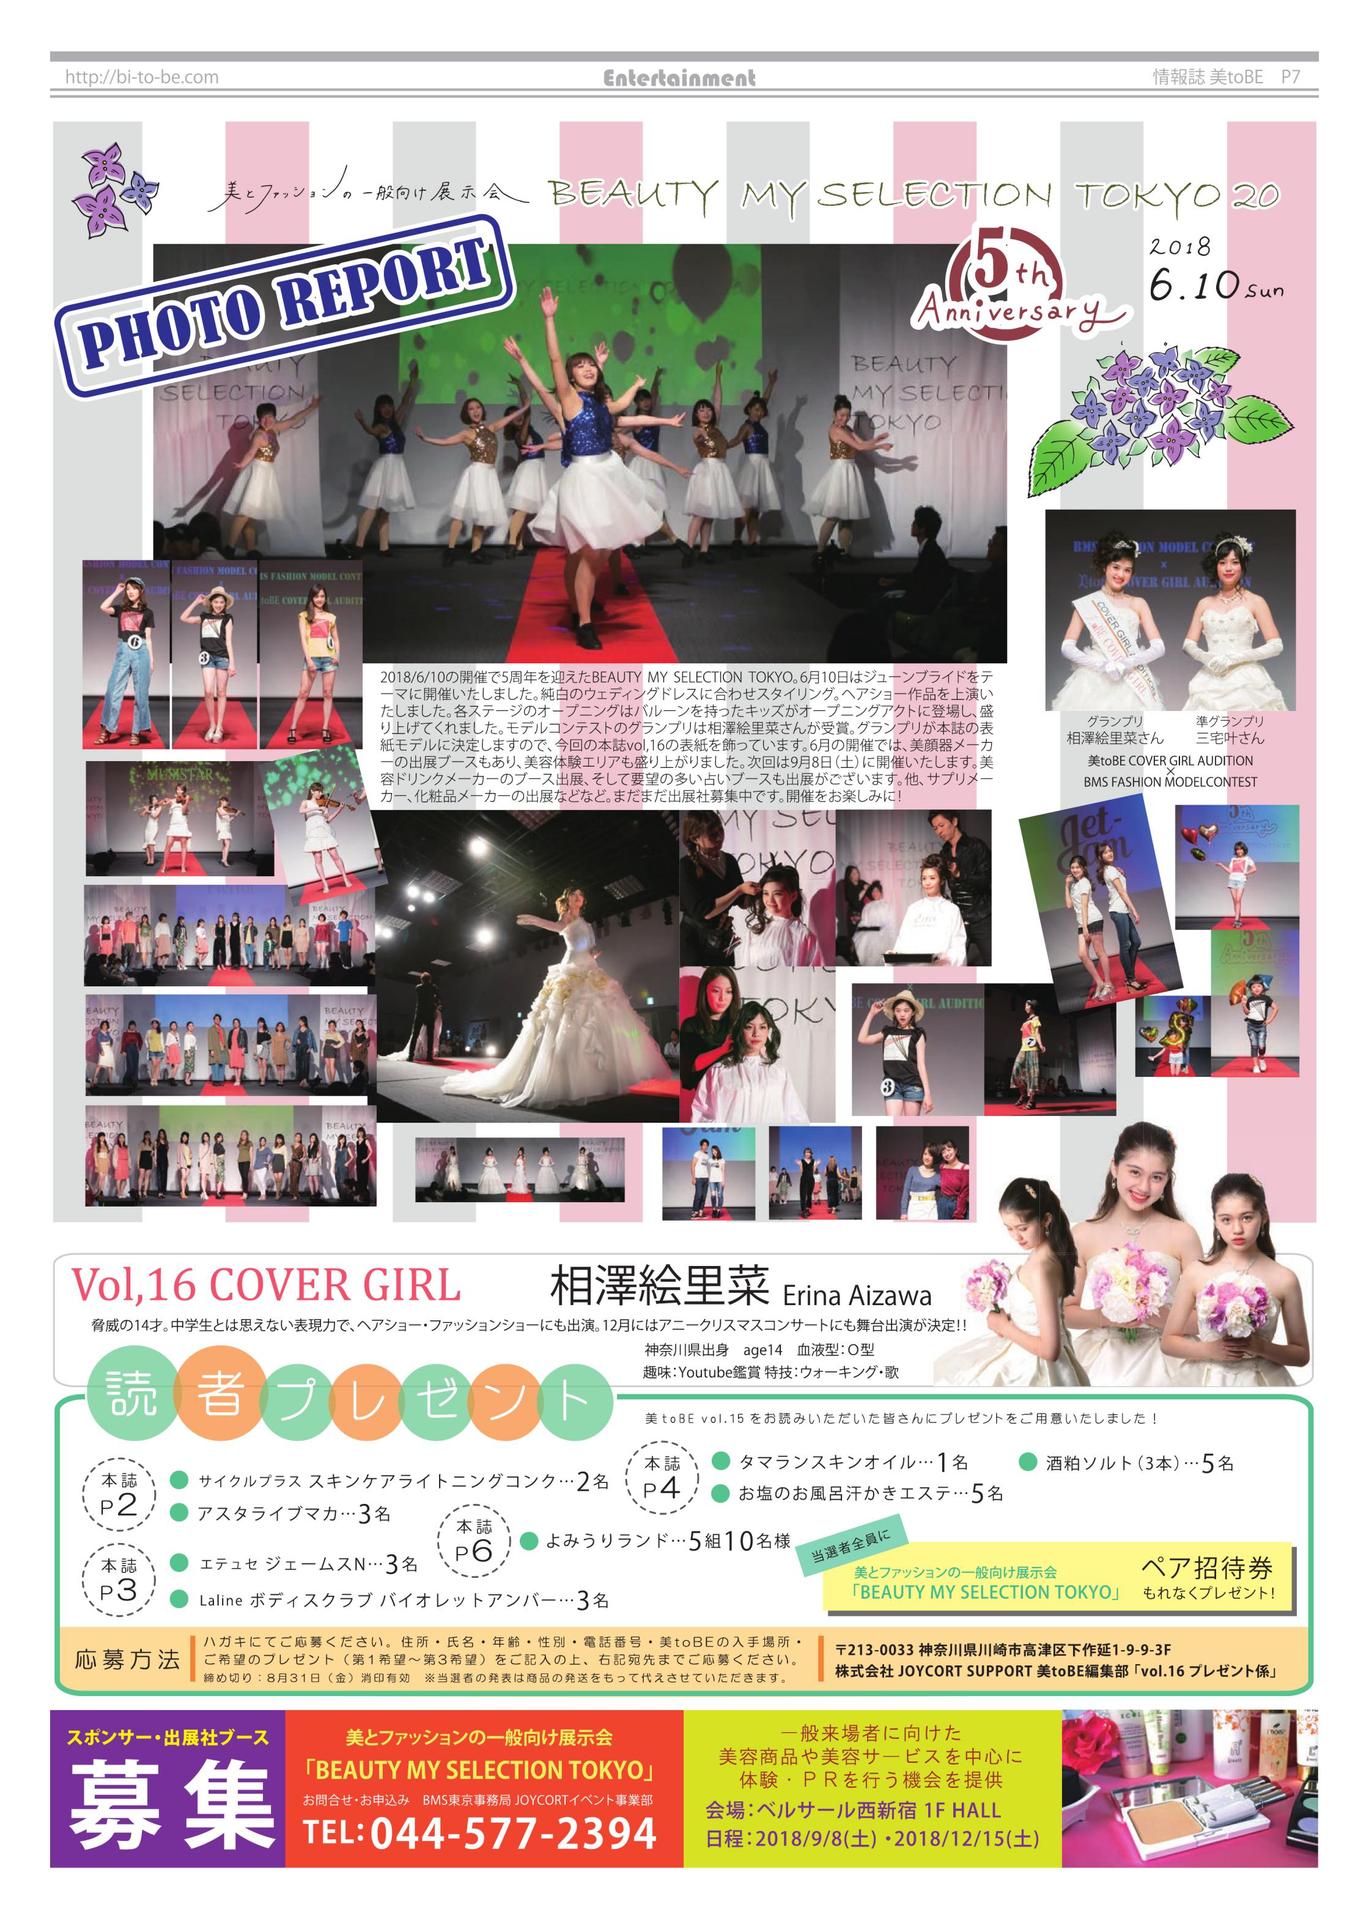 http://bi-to-be.com
Entertainment
情報誌 美toBE P7
美とファッションの一般向け展示会 BEAUTY MY SELECTION TOKYO 20
PHOTO REPORT
5th
Anniversary
2018
6.10 sun
BEAUTY
SELECTION
TOKYO
BEAUTY
MY SELECTI
TOKYO
グランプリ
相澤絵里菜さん
準グランプリ
三宅叶さん
美toBE COVER GIRL AUDITION
×
BMS FASHION MODELCONTEST
2018/6/10の開催で5周年を迎えたBEAUTY MY SELECTION TOKYO。6月10日はジューンブライドをテ
ーマに開催いたしました。純白のウェディングドレスに合わせスタイリング。ヘアショー作品を上演い
たしました。各ステージのオープニングはバルーンを持ったキッズがオープニングアクトに登場し、盛
り上げてくれました。モデルコンテストのグランプリは相澤絵里菜さんが受賞。グランプリが本誌の表
紙モデルに決定しますので、今回の本誌vol,16の表紙を飾っています。6月の開催では、美顔器メーカ
ーの出展ブースもあり、美容体験エリアも盛り上がりました。次回は9月8日(土)に開催いたします。美
容ドリンクメーカーのブース出展、そして要望の多い占いブースも出展がございます。他、サプリメー
カー、化粧品メーカーの出展などなど。まだまだ出展社募集中です。開催をお楽しみに!
Vol,16 COVER GIRL
相澤絵里菜 Erina Aizawa
脅威の14才。中学生とは思えない表現力で、ヘアショー・ファッションショーにも出演。12月にはアニークリスマスコンサートにも舞台出演が決定!!
神奈川県出身 age14 血液型:O型
趣味:Youtube鑑賞 特技:ウォーキング・歌
読者プレゼント
美toBE vol.15 をお読みいただいた皆さんにプレゼントをご用意いたしました!
本誌
P2
サイクルプラス スキンケアライトニングコンク…2名
アスタライブマカ…3名
本誌
P3
エテュセ ジェームスN…3名
Laline ボディスクラブ バイオレットアンバー…3名
本誌
P4
タマランスキンオイル…1名
お塩のお風呂汗かきエステ…5名
酒粕ソルト(3本)…5名
本誌
P6
よみうりランド…5組10名様
当選者全員に
美とファッションの一般向け展示会
「BEAUTY MY SELECTION TOKYO」
ペア招待券
もれなくプレゼント!
応募方法
ハガキにてご応募ください。住所・氏名・年齢・性別・電話番号・美toBEの入手場所・
ご希望のプレゼント(第1希望〜第3希望)をご記入の上、右記宛先までご応募ください。
締め切り:8月31日(金)消印有効 ※当選者の発表は商品の発送をもって代えさせていただきます。
〒213-0033 神奈川県川崎市高津区下作延1-9-9-3F
株式会社 JOYCORT SUPPORT 美toBE編集部「vol.16 プレゼント係」
スポンサー・出展社ブース
募集
美とファッションの一般向け展示会
「BEAUTY MY SELECTION TOKYO」
お問合せ・お申込み BMS東京事務局 JOYCORTイベント事業部
TEL:044-577-2394
一般来場者に向けた
美容商品や美容サービスを中心に
体験・PRを行う機会を提供
会場:ベルサール西新宿 1F HALL
日程:2018/9/8(土)・2018/12/15(土)